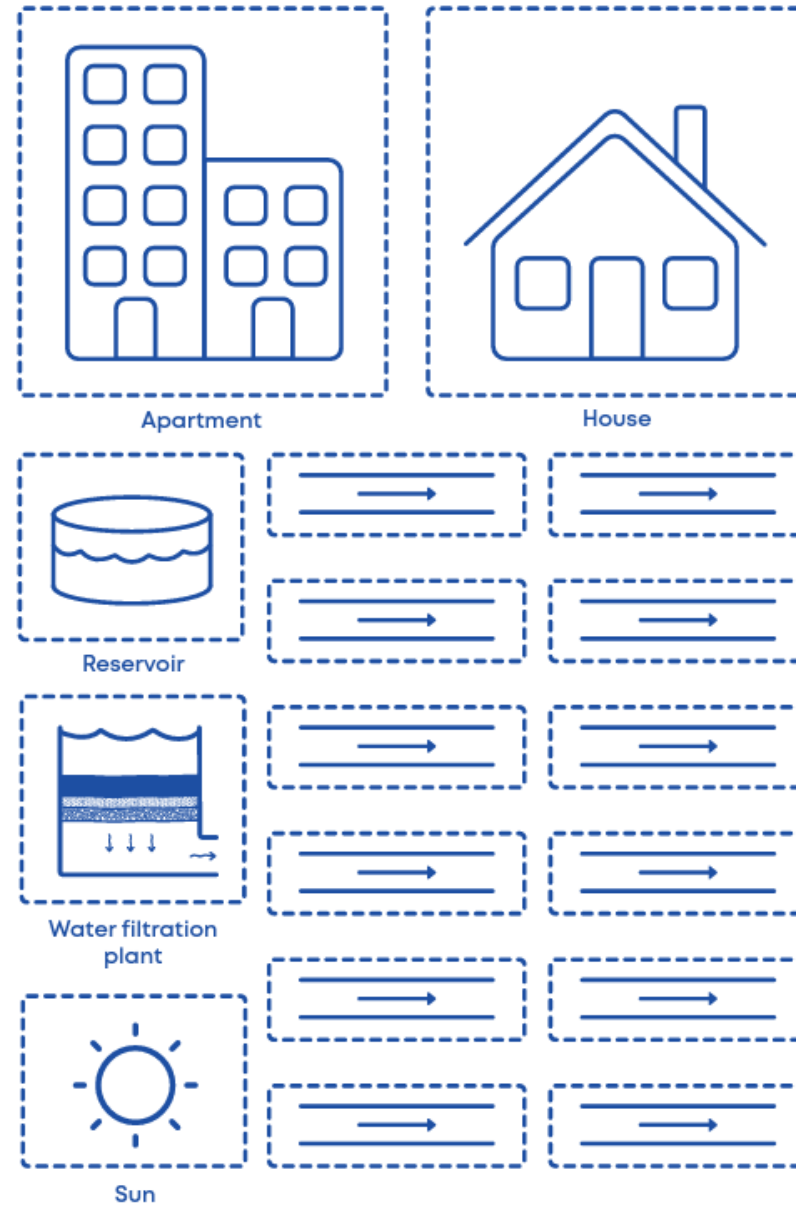 Apartment
House
Reservoir
Water filtration
plant
Sun